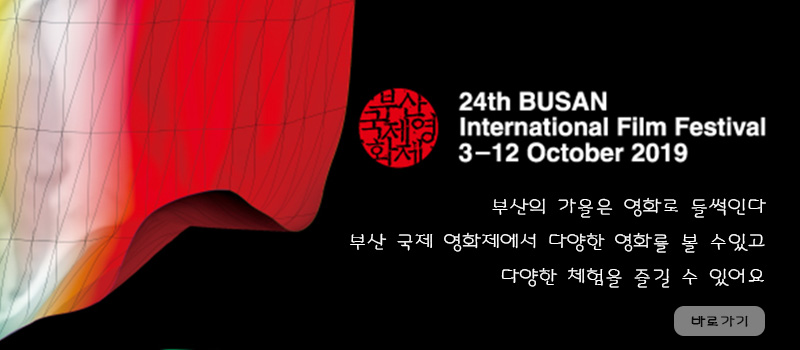 부산
국제영
화제
24th BUSAN
International Film Festival
3–12 October 2019
부산의 가을은 영화로 들썩인다
부산 국제 영화제에서 다양한 영화를 볼 수있고
다양한 체험을 즐길 수 있어요
바로가기